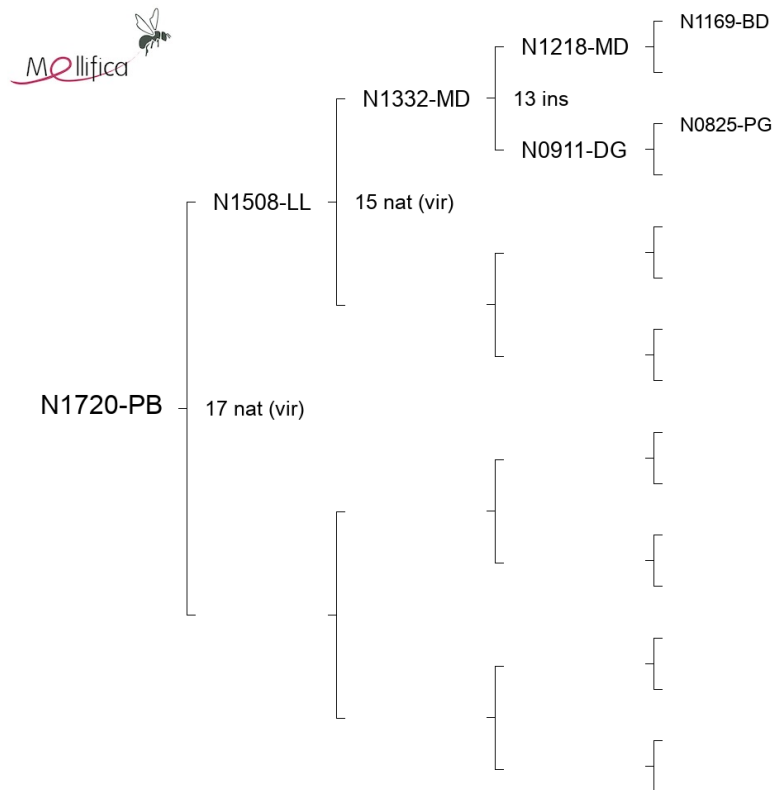 Mellifica
N1169-BD
N1218-MD
N1332-MD
13 ins
N0825-PG
N0911-DG
N1508-LL
15 nat (vir)
N1720-PB
17 nat (vir)